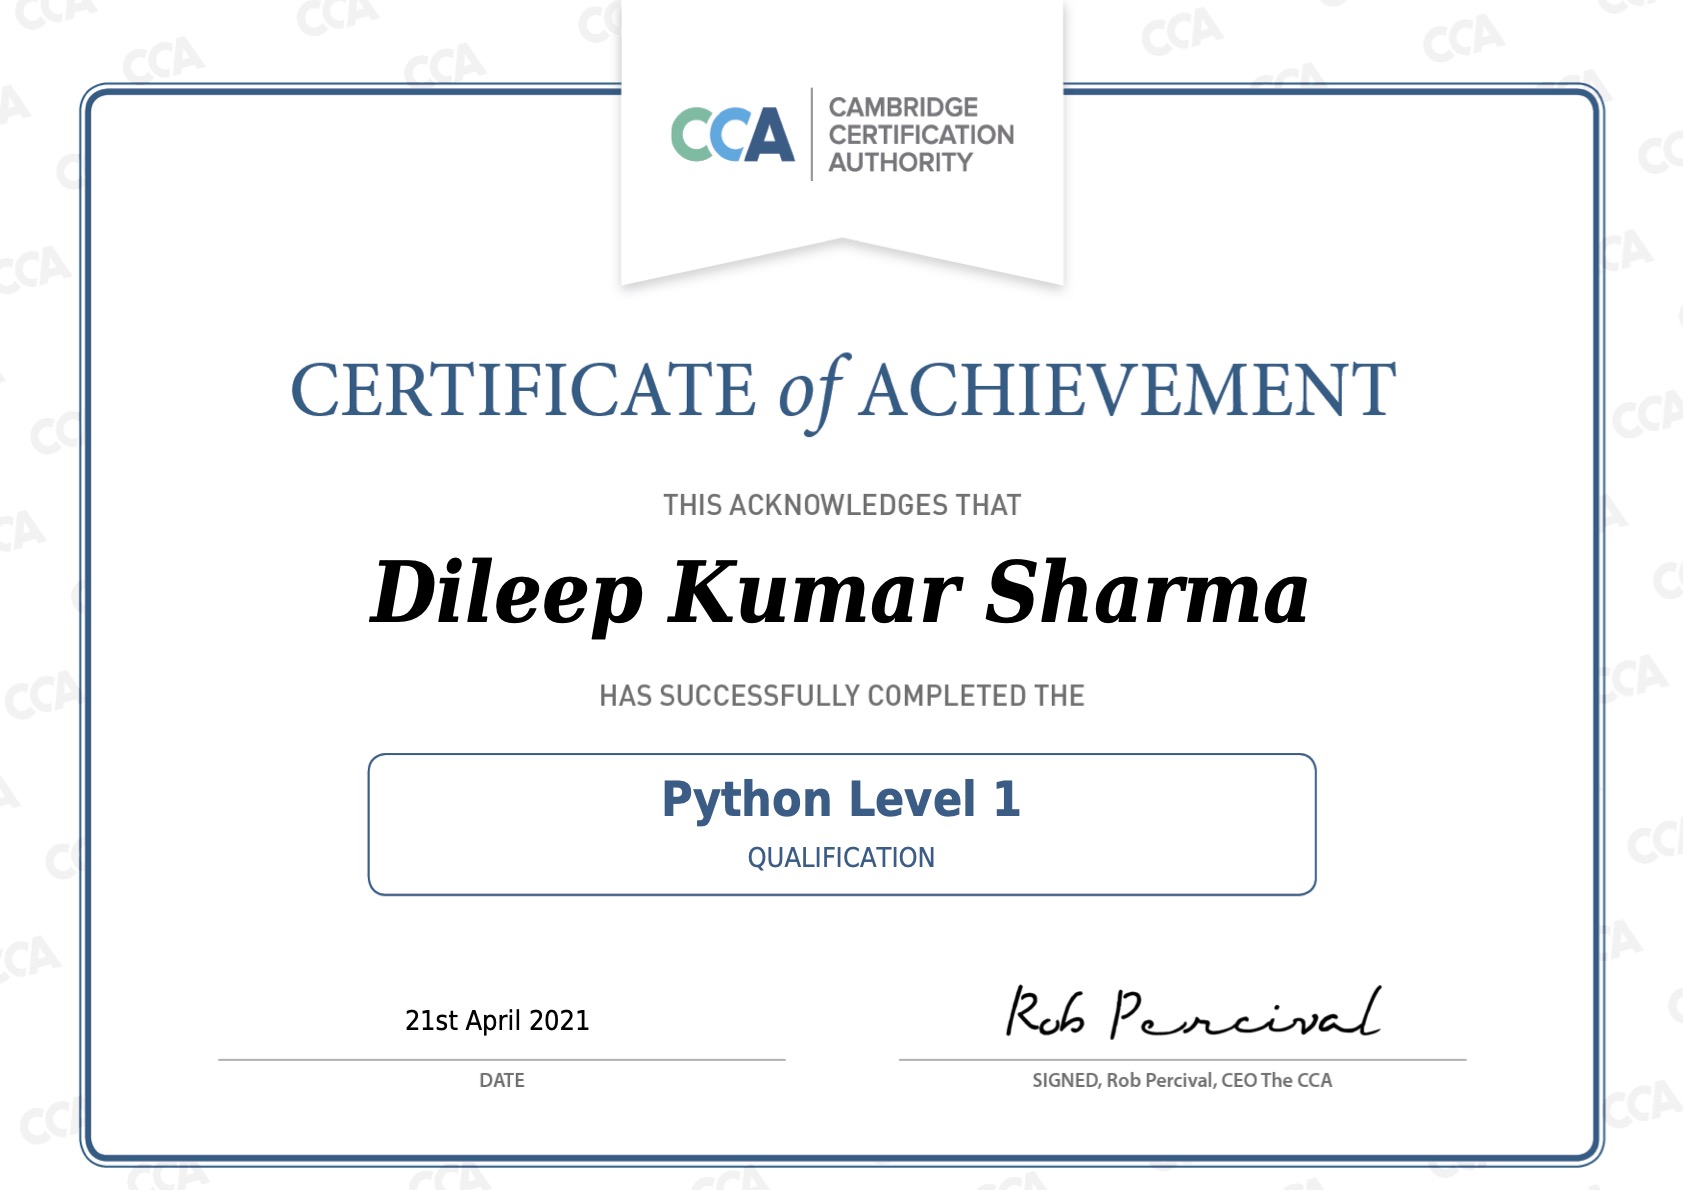 CCA
CAMBRIDGE
CERTIFICATION
AUTHORITY
CERTIFICATE of ACHIEVEMENT
THIS ACKNOWLEDGES THAT
Dileep Kumar Sharma
HAS SUCCESSFULLY COMPLETED THE
Python Level 1
QUALIFICATION
21st April 2021
Rob Percival
DATE
SIGNED, Rob Percival, CEO The CCA